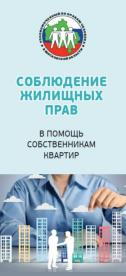 СОБЛЮДЕНИЕ
ЖИЛИЩНЫХ
ПРАВ
В ПОМОЩЬ
СОБСТВЕННИКАМ
КВАРТИР